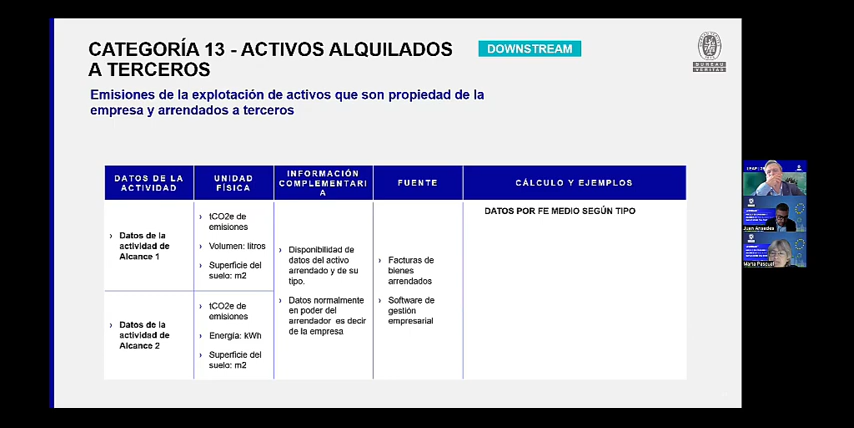 CATEGORÍA 13 - ACTIVOS ALQUILADOS
A TERCEROS
DOWNSTREAM
BUREAU
VERITAS
Emisiones de la explotación de activos que son propiedad de la
empresa y arrendados a terceros
DATOS DE LA
ACTIVIDAD
UNIDAD
FÍSICA
INFORMACIÓN
COMPLEMENTARI
A
FUENTE
CÁLCULO Y EJEMPLOS
› Datos de la
actividad de
Alcance 1
› tCO2e de
emisiones
› Volumen: litros
› Superficie del
suelo: m2
› Datos de la
actividad de
Alcance 2
› tCO2e de
emisiones
› Energía: kWh
› Superficie del
suelo: m2
› Disponibilidad de
datos del activo
arrendado y de su
tipo.
› Datos normalmente
en poder del
arrendador es decir
de la empresa
› Facturas de
bienes
arrendados
› Software de
gestión
empresarial
DATOS POR FE MEDIO SEGÚN TIPO